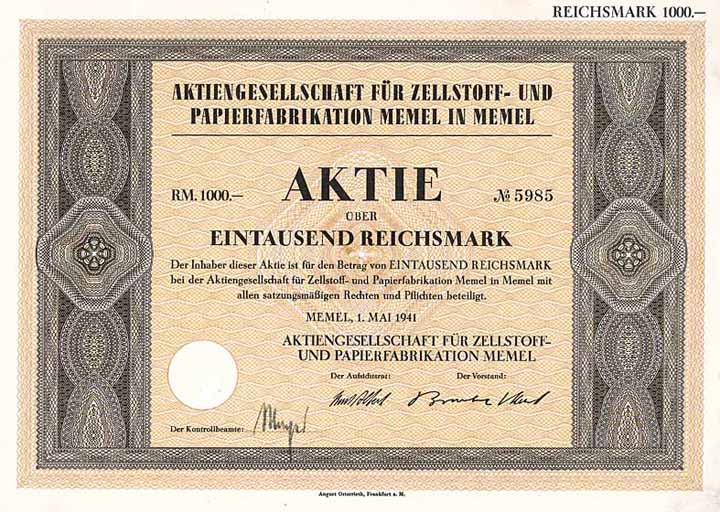 REICHSMARK 1000.—
AKTIENGESELLSCHAFT FÜR ZELLSTOFF- UND
PAPIERFABRIKATION MEMEL IN MEMEL
RM. 1000.— AKTIE № 5985
ÜBER
EINTAUSEND REICHSMARK
Der Inhaber dieser Aktie ist für den Betrag von EINTAUSEND REICHSMARK
bei der Aktiengesellschaft für Zellstoff- und Papierfabrikation Memel in Memel mit
allen satzungsmäßigen Rechten und Pflichten beteiligt.
MEMEL, 1. MAI 1941
AKTIENGESELLSCHAFT FÜR ZELLSTOFF-
UND PAPIERFABRIKATION MEMEL
Der Aufsichtsrat: Der Vorstand:
Der Kontrollbeamte:
August Osterrieth, Frankfurt a. M.